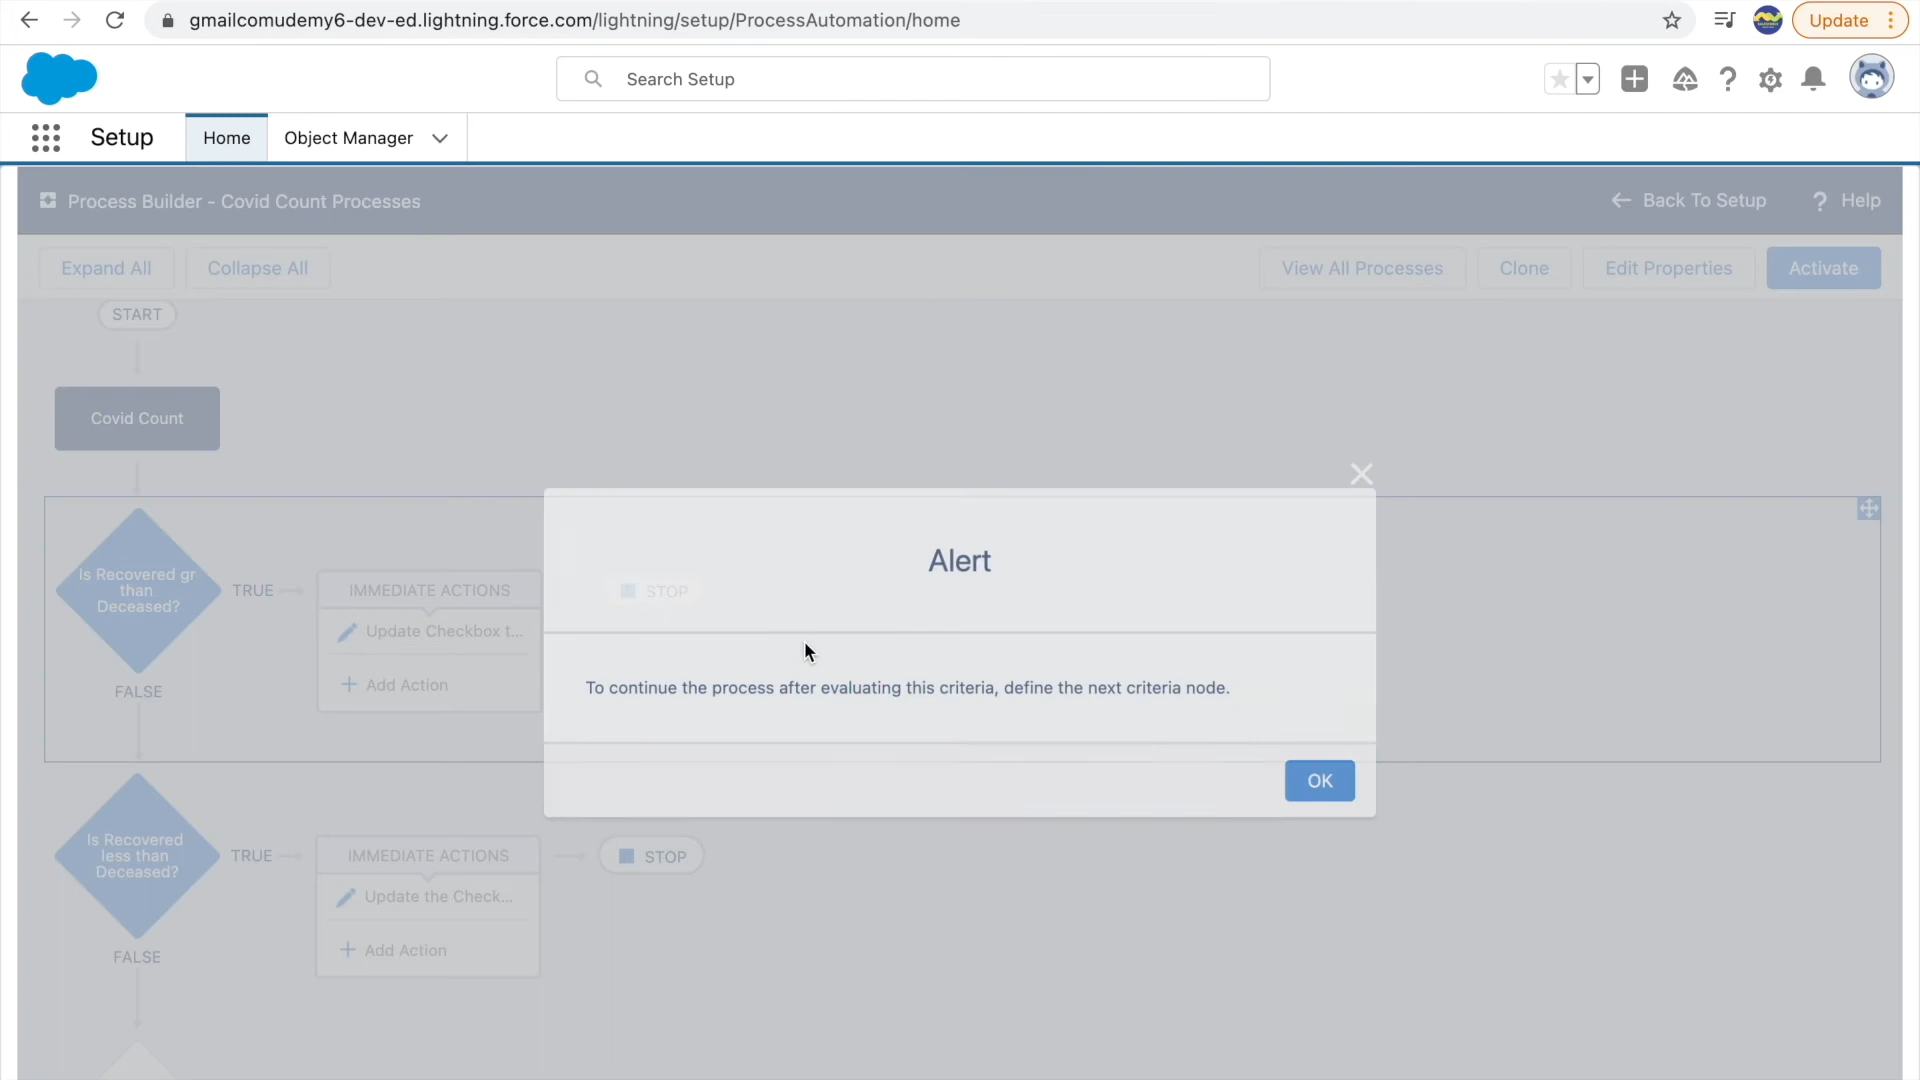 gmailcomudemy6-dev-ed.lightning.force.com/lightning/setup/ProcessAutomation/home
Update
Search Setup
Setup
Home
Object Manager
Process Builder - Covid Count Processes
Back To Setup
Help
Expand All
Collapse All
View All Processes
Clone
Edit Properties
Activate
START
Covid Count
Is Recovered gr
than
Deceased?
TRUE
IMMEDIATE ACTIONS
Update Checkbox t...
Add Action
STOP
FALSE
Alert
To continue the process after evaluating this criteria, define the next criteria node.
OK
Is Recovered
less than
Deceased?
TRUE
IMMEDIATE ACTIONS
Update the Check...
Add Action
STOP
FALSE